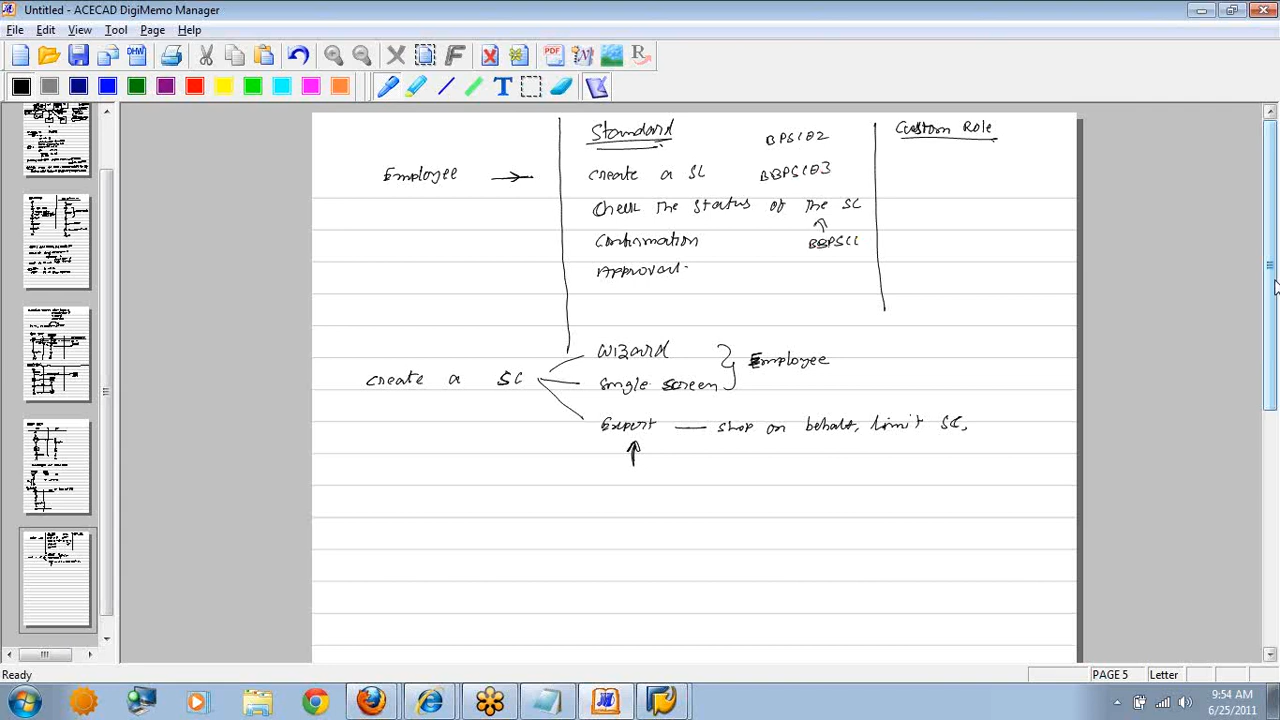 Untitled - ACECAD DigiMemo Manager
File Edit View Tool Page Help
Standard BPSC02 Custom Role
Employee → create a SC BBPSC03
Check the status of the SC
Confirmation BBPSC
Approval.
create a SC
Wizard
Single screen
Employee
Expert — shop on behalf, limit SC,
Ready PAGE 5 Letter
9:54 AM
6/25/2011